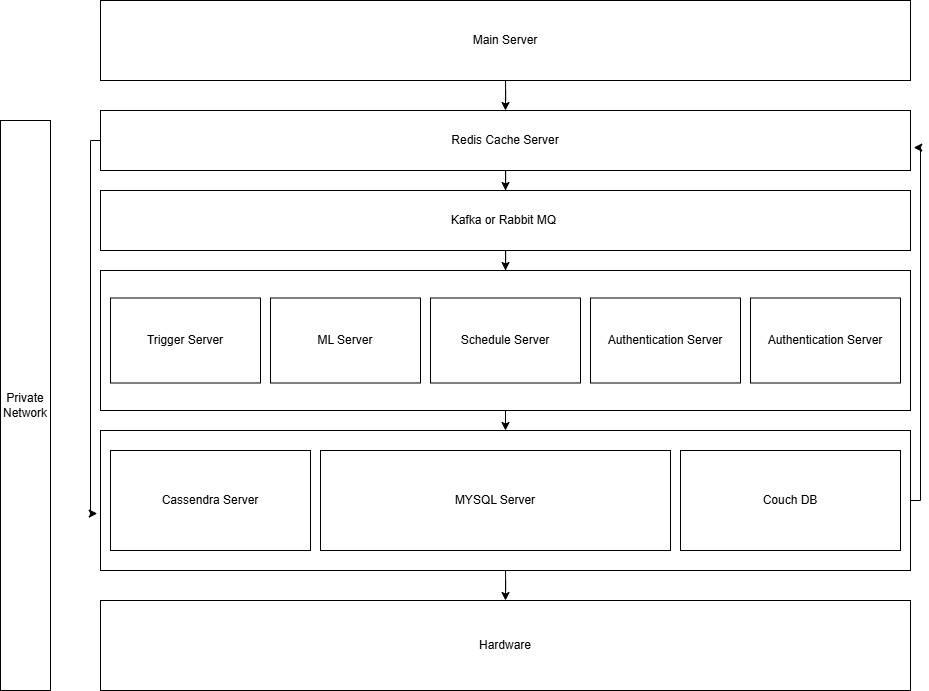 Main Server
Redis Cache Server
Kafka or Rabbit MQ
Trigger Server
ML Server
Schedule Server
Authentication Server
Authentication Server
Private
Network
Cassendra Server
MYSQL Server
Couch DB
Hardware